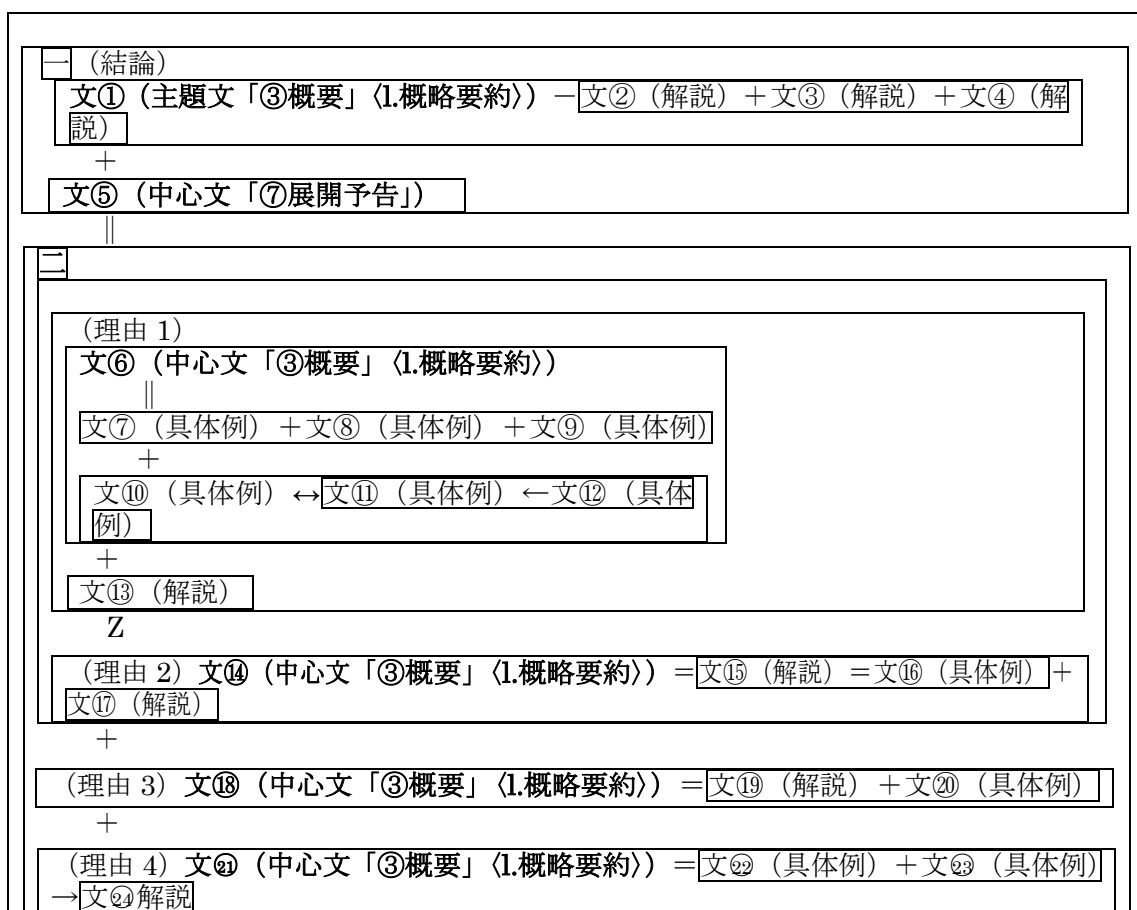 一（結論）
文①（主題文「③概要」〈1.概略要約〉）－文②（解説）＋文③（解説）＋文④（解
説）
＋
文⑤（中心文「⑦展開予告」）
‖
二
（理由 1）
文⑥（中心文「③概要」〈1.概略要約〉）
‖
文⑦（具体例）＋文⑧（具体例）＋文⑨（具体例）
＋
文⑩（具体例）↔文⑪（具体例）←文⑫（具体
例）
＋
文⑬（解説）
Z
（理由 2）文⑭（中心文「③概要」〈1.概略要約〉）＝文⑮（解説）＝文⑯（具体例）＋
文⑰（解説）
＋
（理由 3）文⑱（中心文「③概要」〈1.概略要約〉）＝文⑲（解説）＋文⑳（具体例）
＋
（理由 4）文㉑（中心文「③概要」〈1.概略要約〉）＝文㉒（具体例）＋文㉓（具体例）
→文㉔解説